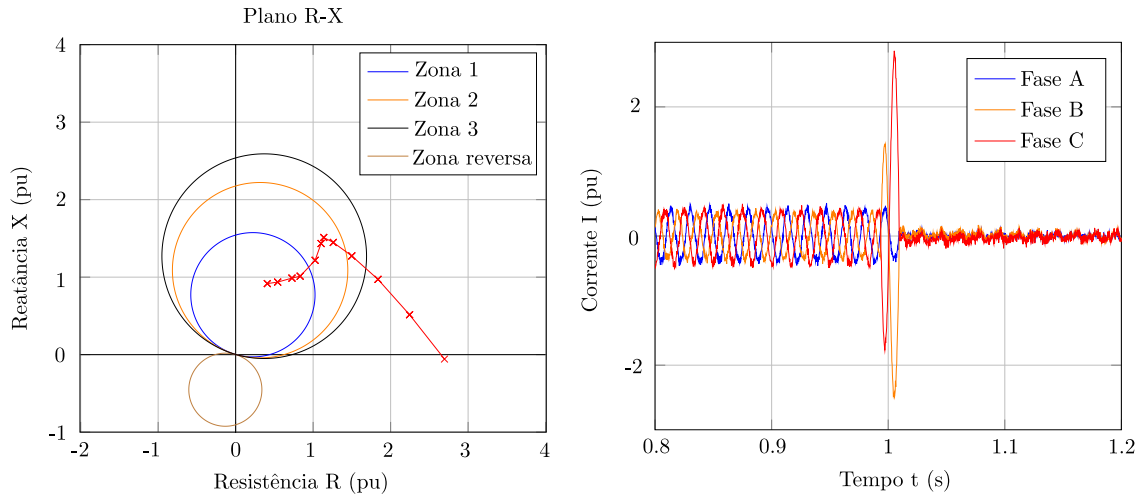 Plano R-X
4
3
2
1
0
-1
-2
-1
0
1
2
3
4
Reatância X (pu)
Resistência R (pu)
Zona 1
Zona 2
Zona 3
Zona reversa
2
0
-2
0.8
0.9
1
1.1
1.2
Corrente I (pu)
Tempo t (s)
Fase A
Fase B
Fase C